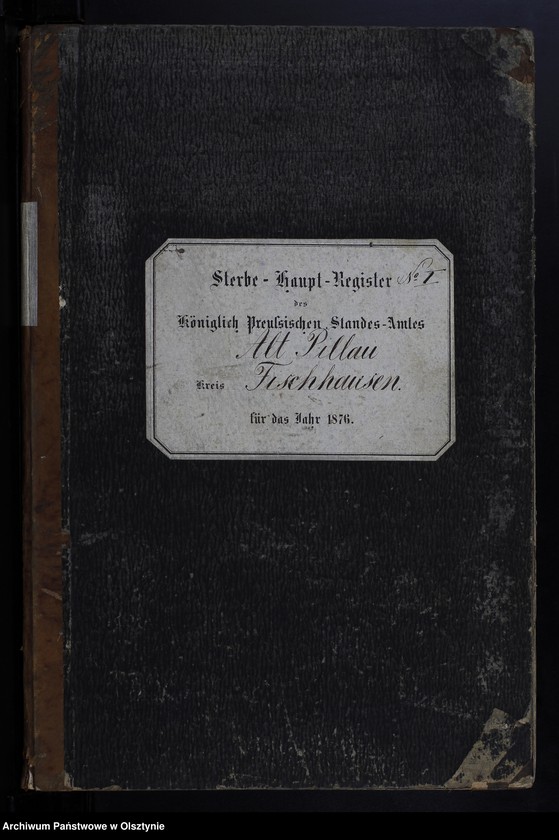 Sterbe-Haupt-Register No I
des
Königlich Preußischen Standes-Amtes
Alt Pillau
Kreis Fischhausen.
für das Jahr 1876.
Archiwum Państwowe w Olsztynie